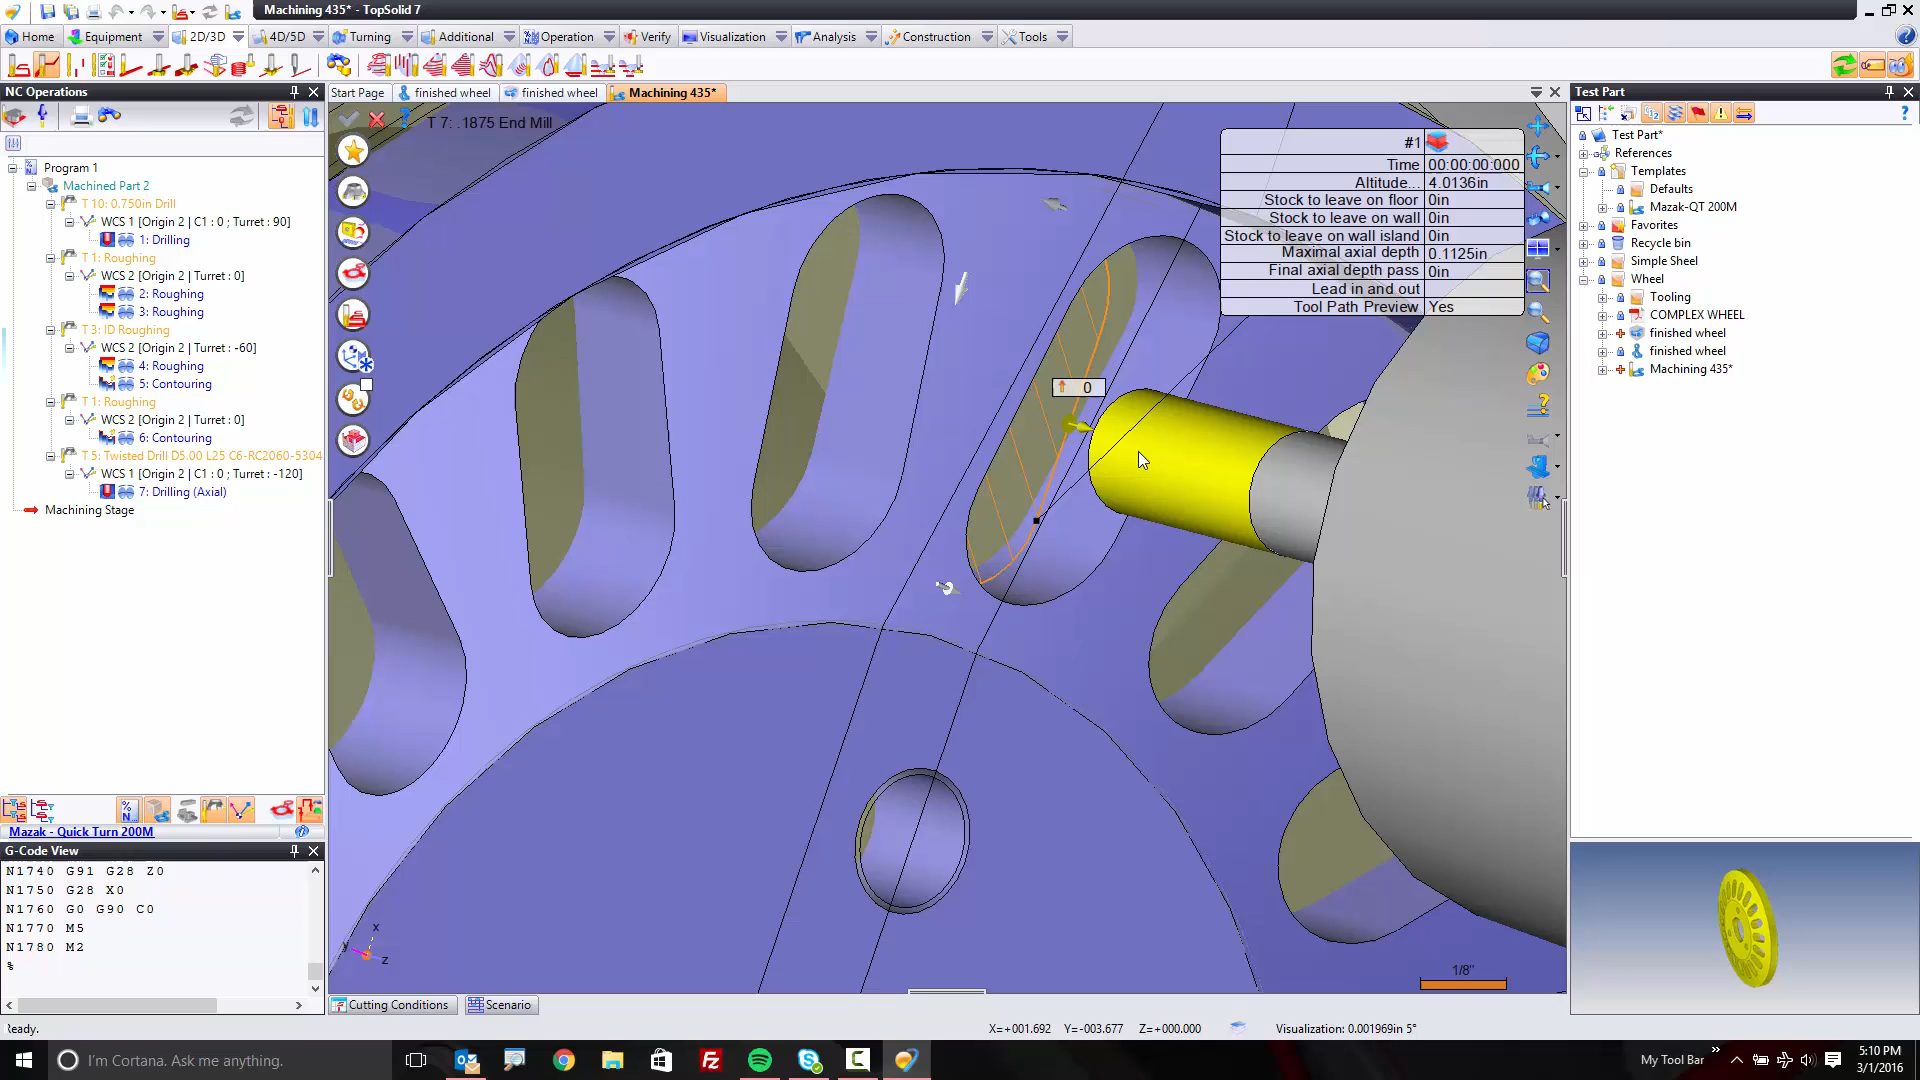 Machining 435* - TopSolid 7
Home
Equipment
2D/3D
4D/5D
Turning
Additional
Operation
Verify
Visualization
Analysis
Construction
Tools
NC Operations
Start Page
finished wheel
finished wheel
Machining 435*
Test Part
T 7: .1875 End Mill
Program 1
Machined Part 2
T 10: 0.750in Drill
WCS 1 [Origin 2 | C1 : 0 ; Turret : 90]
1: Drilling
T 1: Roughing
WCS 2 [Origin 2 | Turret : 0]
2: Roughing
3: Roughing
T 3: ID Roughing
WCS 2 [Origin 2 | Turret : -60]
4: Roughing
5: Contouring
T 1: Roughing
WCS 2 [Origin 2 | Turret : 0]
6: Contouring
T 5: Twisted Drill D5.00 L25 C6-RC2060-5304
WCS 1 [Origin 2 | C1 : 0 ; Turret : -120]
7: Drilling (Axial)
Machining Stage
#1
Time 00:00:00:000
Altitude... 4.0136in
Stock to leave on floor 0in
Stock to leave on wall 0in
Stock to leave on wall island 0in
Maximal axial depth 0.1125in
Final axial depth pass 0in
Lead in and out
Tool Path Preview Yes
0
x
y
z
1/8"
Test Part*
References
Templates
Defaults
Mazak-QT 200M
Favorites
Recycle bin
Simple Sheel
Wheel
Tooling
COMPLEX WHEEL
finished wheel
finished wheel
Machining 435*
Mazak - Quick Turn 200M
G-Code View
N1740 G91 G28 Z0
N1750 G28 X0
N1760 G0 G90 C0
N1770 M5
N1780 M2
%
Cutting Conditions
Scenario
Ready.
X=+001.692 Y=-003.677 Z=+000.000
Visualization: 0.001969in 5°
I'm Cortana. Ask me anything.
My Tool Bar
5:10 PM
3/1/2016